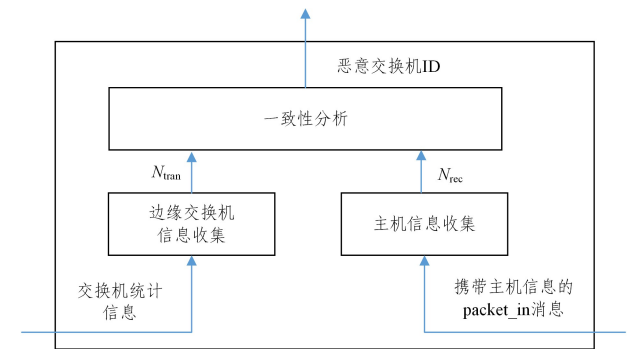 恶意交换机ID
一致性分析
Ntran
Nrec
边缘交换机
信息收集
主机信息收集
交换机统计
信息
携带主机信息的
packet_in消息